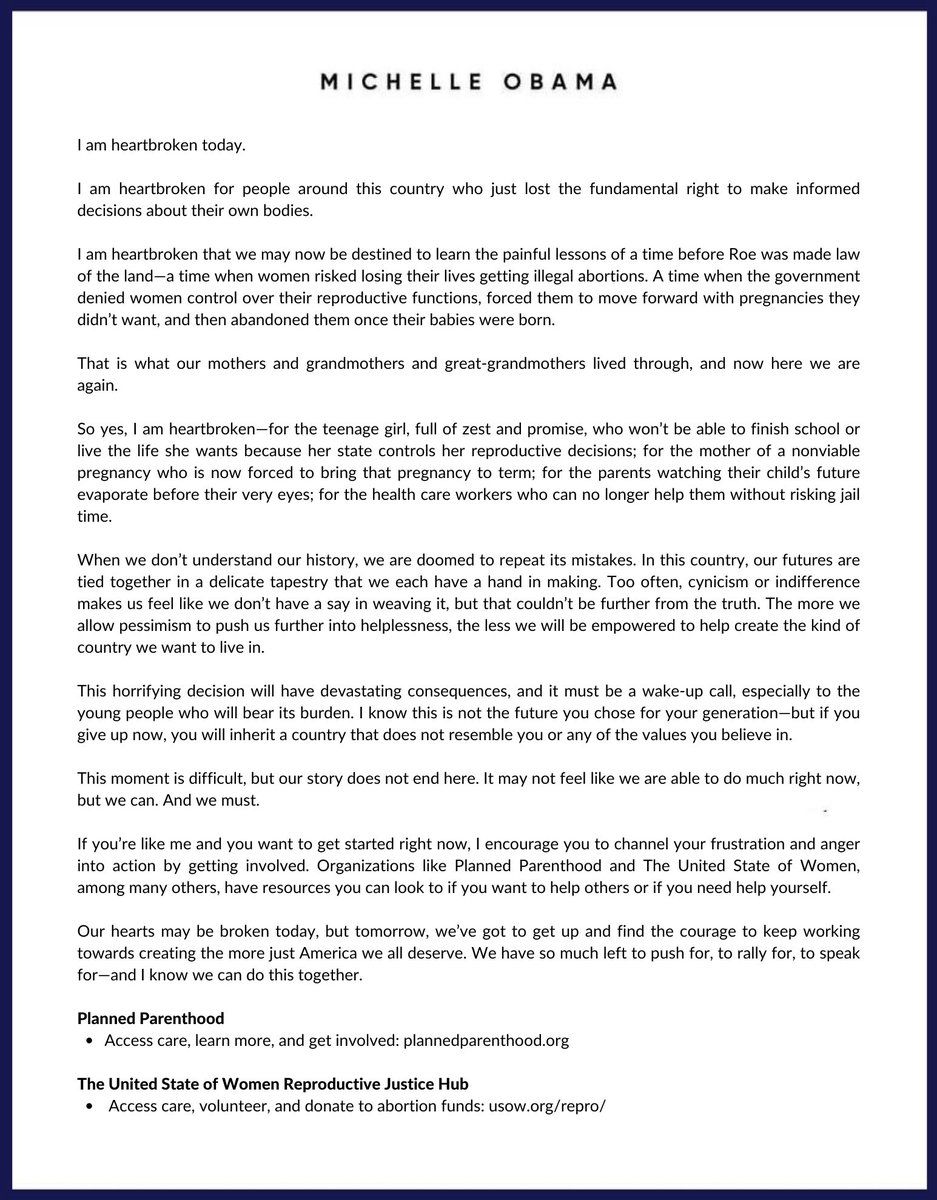 MICHELLE OBAMA
I am heartbroken today.
I am heartbroken for people around this country who just lost the fundamental right to make informed
decisions about their own bodies.
I am heartbroken that we may now be destined to learn the painful lessons of a time before Roe was made law
of the land—a time when women risked losing their lives getting illegal abortions. A time when the government
denied women control over their reproductive functions, forced them to move forward with pregnancies they
didn’t want, and then abandoned them once their babies were born.
That is what our mothers and grandmothers and great-grandmothers lived through, and now here we are
again.
So yes, I am heartbroken—for the teenage girl, full of zest and promise, who won’t be able to finish school or
live the life she wants because her state controls her reproductive decisions; for the mother of a nonviable
pregnancy who is now forced to bring that pregnancy to term; for the parents watching their child’s future
evaporate before their very eyes; for the health care workers who can no longer help them without risking jail
time.
When we don’t understand our history, we are doomed to repeat its mistakes. In this country, our futures are
tied together in a delicate tapestry that we each have a hand in making. Too often, cynicism or indifference
makes us feel like we don’t have a say in weaving it, but that couldn’t be further from the truth. The more we
allow pessimism to push us further into helplessness, the less we will be empowered to help create the kind of
country we want to live in.
This horrifying decision will have devastating consequences, and it must be a wake-up call, especially to the
young people who will bear its burden. I know this is not the future you chose for your generation—but if you
give up now, you will inherit a country that does not resemble you or any of the values you believe in.
This moment is difficult, but our story does not end here. It may not feel like we are able to do much right now,
but we can. And we must.
If you’re like me and you want to get started right now, I encourage you to channel your frustration and anger
into action by getting involved. Organizations like Planned Parenthood and The United State of Women,
among many others, have resources you can look to if you want to help others or if you need help yourself.
Our hearts may be broken today, but tomorrow, we’ve got to get up and find the courage to keep working
towards creating the more just America we all deserve. We have so much left to push for, to rally for, to speak
for—and I know we can do this together.
Planned Parenthood
• Access care, learn more, and get involved: plannedparenthood.org
The United State of Women Reproductive Justice Hub
• Access care, volunteer, and donate to abortion funds: usow.org/repro/